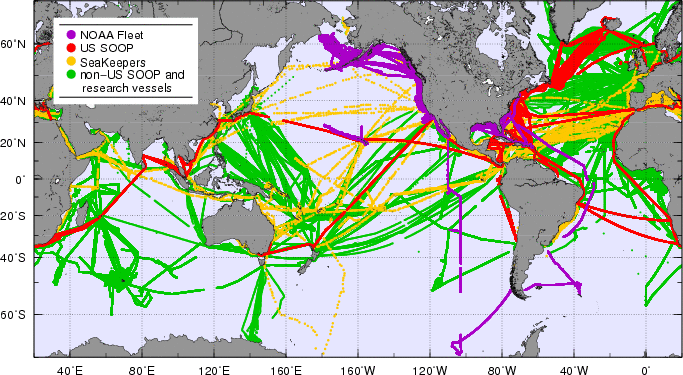 NOAA Fleet
US SOOP
SeaKeepers
non-US SOOP and
research vessels
60°N
40°N
20°N
0°
20°S
40°S
60°S
40°E 80°E 120°E 160°E 160°W 120°W 80°W 40°W 0°